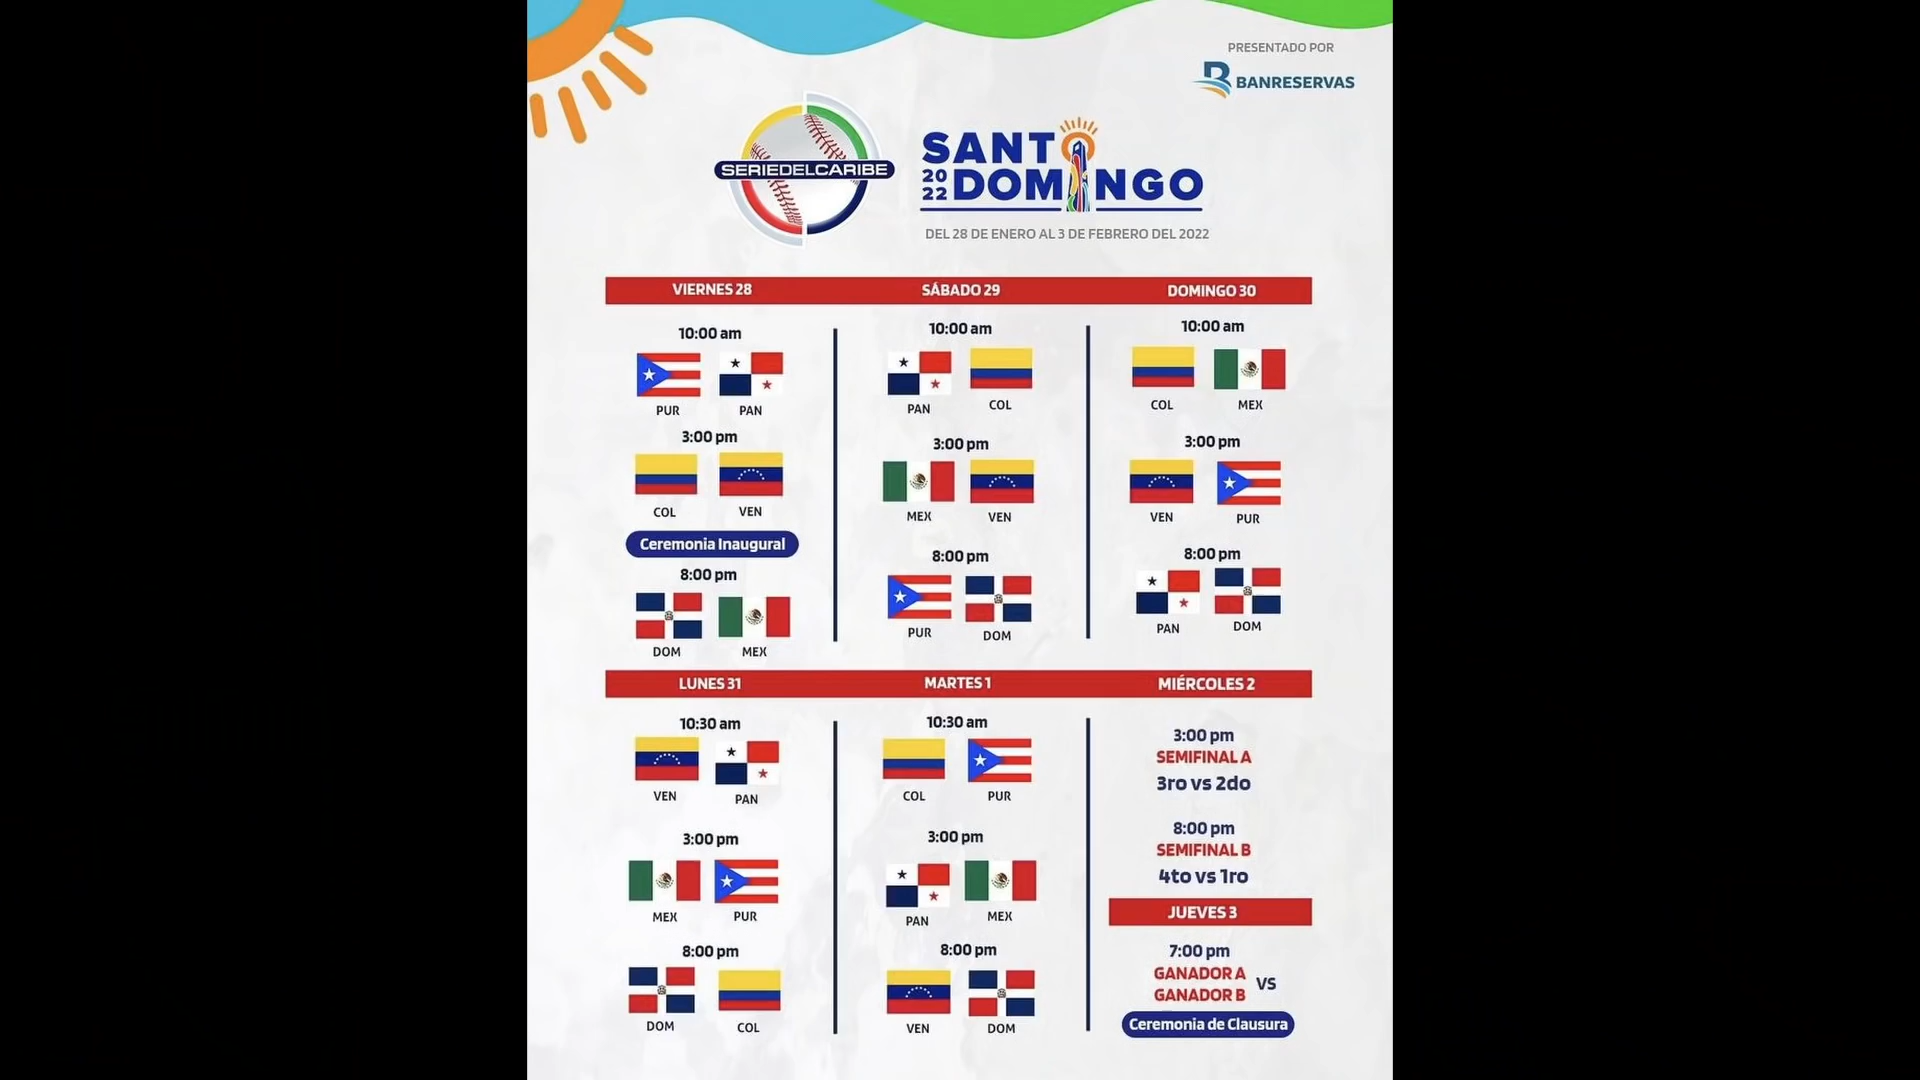 PRESENTADO POR
BANRESERVAS
SERIEDELCARIBE
SANTO
2022 DOMINGO
DEL 28 DE ENERO AL 3 DE FEBRERO DEL 2022
VIERNES 28
10:00 am
PUR PAN
3:00 pm
COL VEN
Ceremonia Inaugural
8:00 pm
DOM MEX
SÁBADO 29
10:00 am
PAN COL
3:00 pm
MEX VEN
8:00 pm
PUR DOM
DOMINGO 30
10:00 am
COL MEX
3:00 pm
VEN PUR
8:00 pm
PAN DOM
LUNES 31
10:30 am
VEN PAN
3:00 pm
MEX PUR
8:00 pm
DOM COL
MARTES 1
10:30 am
COL PUR
3:00 pm
PAN MEX
8:00 pm
VEN DOM
MIÉRCOLES 2
3:00 pm
SEMIFINAL A
3ro vs 2do
8:00 pm
SEMIFINAL B
4to vs 1ro
JUEVES 3
7:00 pm
GANADOR A
VS
GANADOR B
Ceremonia de Clausura